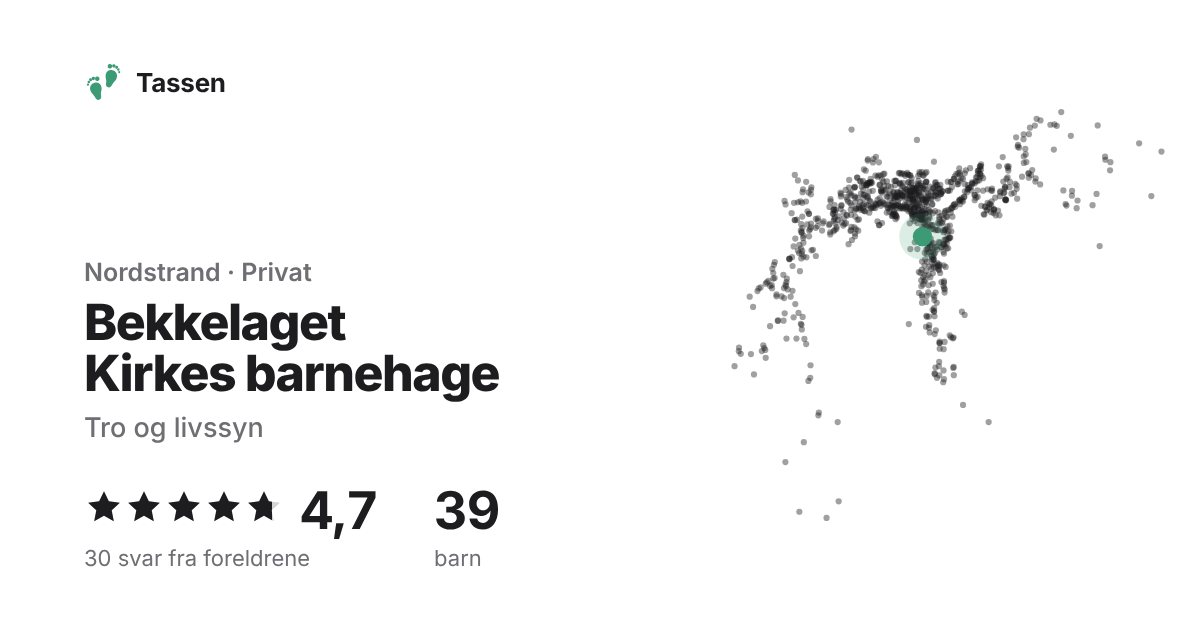 Tassen
Nordstrand · Privat
Bekkelaget
Kirkes barnehage
Tro og livssyn
4,7
30 svar fra foreldrene
39
barn